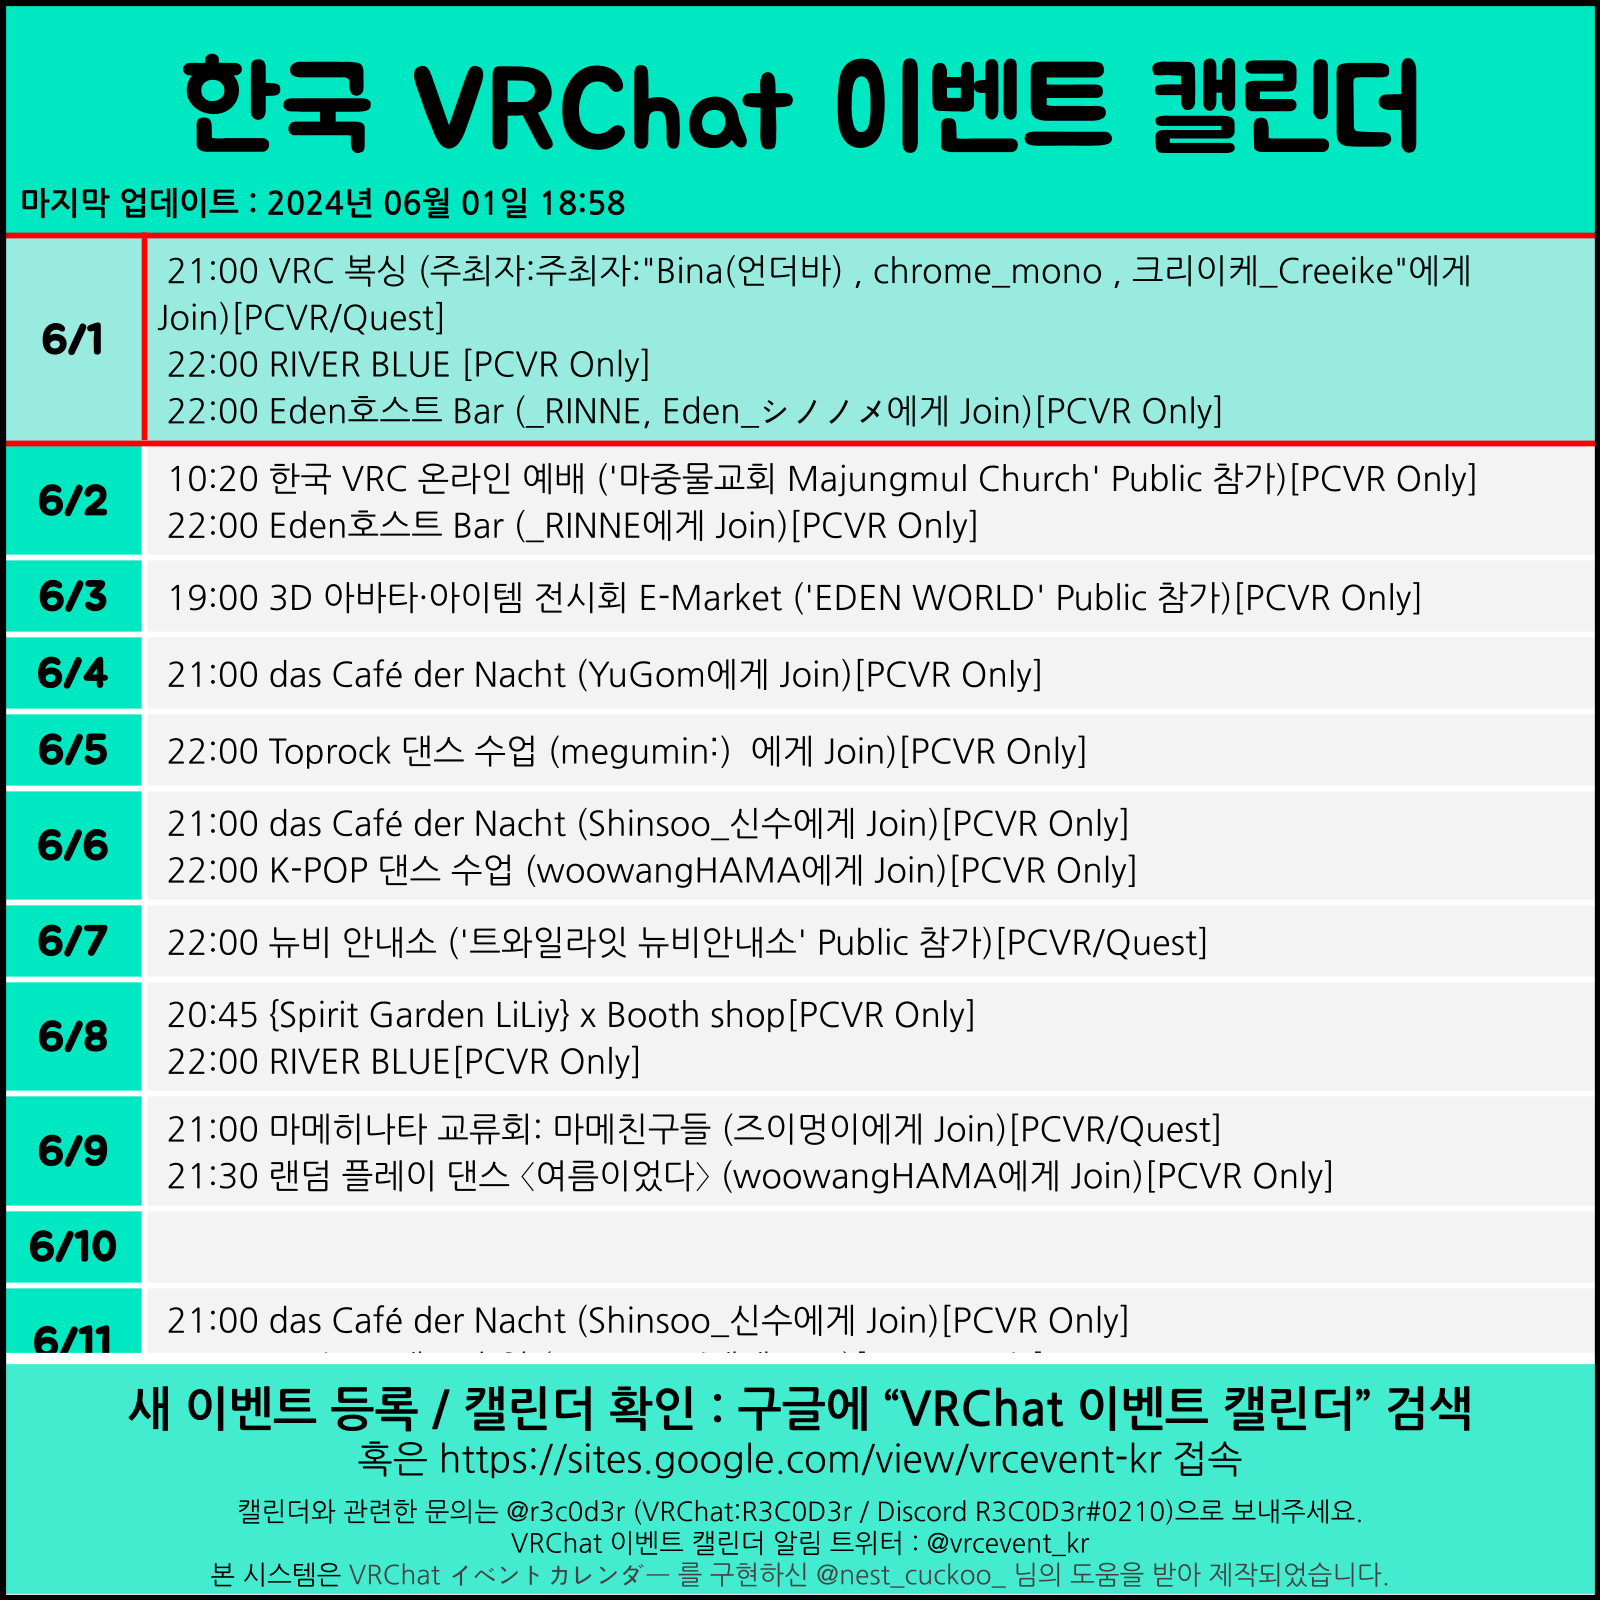 한국 VRChat 이벤트 캘린더
마지막 업데이트 : 2024년 06월 01일 18:58
6/1
21:00 VRC 복싱 (주최자:주최자:"Bina(언더바) , chrome_mono , 크리이케_Creeike"에게
Join)[PCVR/Quest]
22:00 RIVER BLUE [PCVR Only]
22:00 Eden호스트 Bar (_RINNE, Eden_シノノメ에게 Join)[PCVR Only]
6/2
10:20 한국 VRC 온라인 예배 ('마중물교회 Majungmul Church' Public 참가)[PCVR Only]
22:00 Eden호스트 Bar (_RINNE에게 Join)[PCVR Only]
6/3
19:00 3D 아바타·아이템 전시회 E-Market ('EDEN WORLD' Public 참가)[PCVR Only]
6/4
21:00 das Café der Nacht (YuGom에게 Join)[PCVR Only]
6/5
22:00 Toprock 댄스 수업 (megumin:)  에게 Join)[PCVR Only]
6/6
21:00 das Café der Nacht (Shinsoo_신수에게 Join)[PCVR Only]
22:00 K-POP 댄스 수업 (woowangHAMA에게 Join)[PCVR Only]
6/7
22:00 뉴비 안내소 ('트와일라잇 뉴비안내소' Public 참가)[PCVR/Quest]
6/8
20:45 {Spirit Garden LiLiy} x Booth shop[PCVR Only]
22:00 RIVER BLUE[PCVR Only]
6/9
21:00 마메히나타 교류회: 마메친구들 (즈이멍이에게 Join)[PCVR/Quest]
21:30 랜덤 플레이 댄스 〈여름이었다〉 (woowangHAMA에게 Join)[PCVR Only]
6/10
6/11
21:00 das Café der Nacht (Shinsoo_신수에게 Join)[PCVR Only]
새 이벤트 등록 / 캘린더 확인 : 구글에 “VRChat 이벤트 캘린더” 검색
혹은 https://sites.google.com/view/vrcevent-kr 접속
캘린더와 관련한 문의는 @r3c0d3r (VRChat:R3C0D3r / Discord R3C0D3r#0210)으로 보내주세요.
VRChat 이벤트 캘린더 알림 트위터 : @vrcevent_kr
본 시스템은 VRChat イベントカレンダー 를 구현하신 @nest_cuckoo_ 님의 도움을 받아 제작되었습니다.